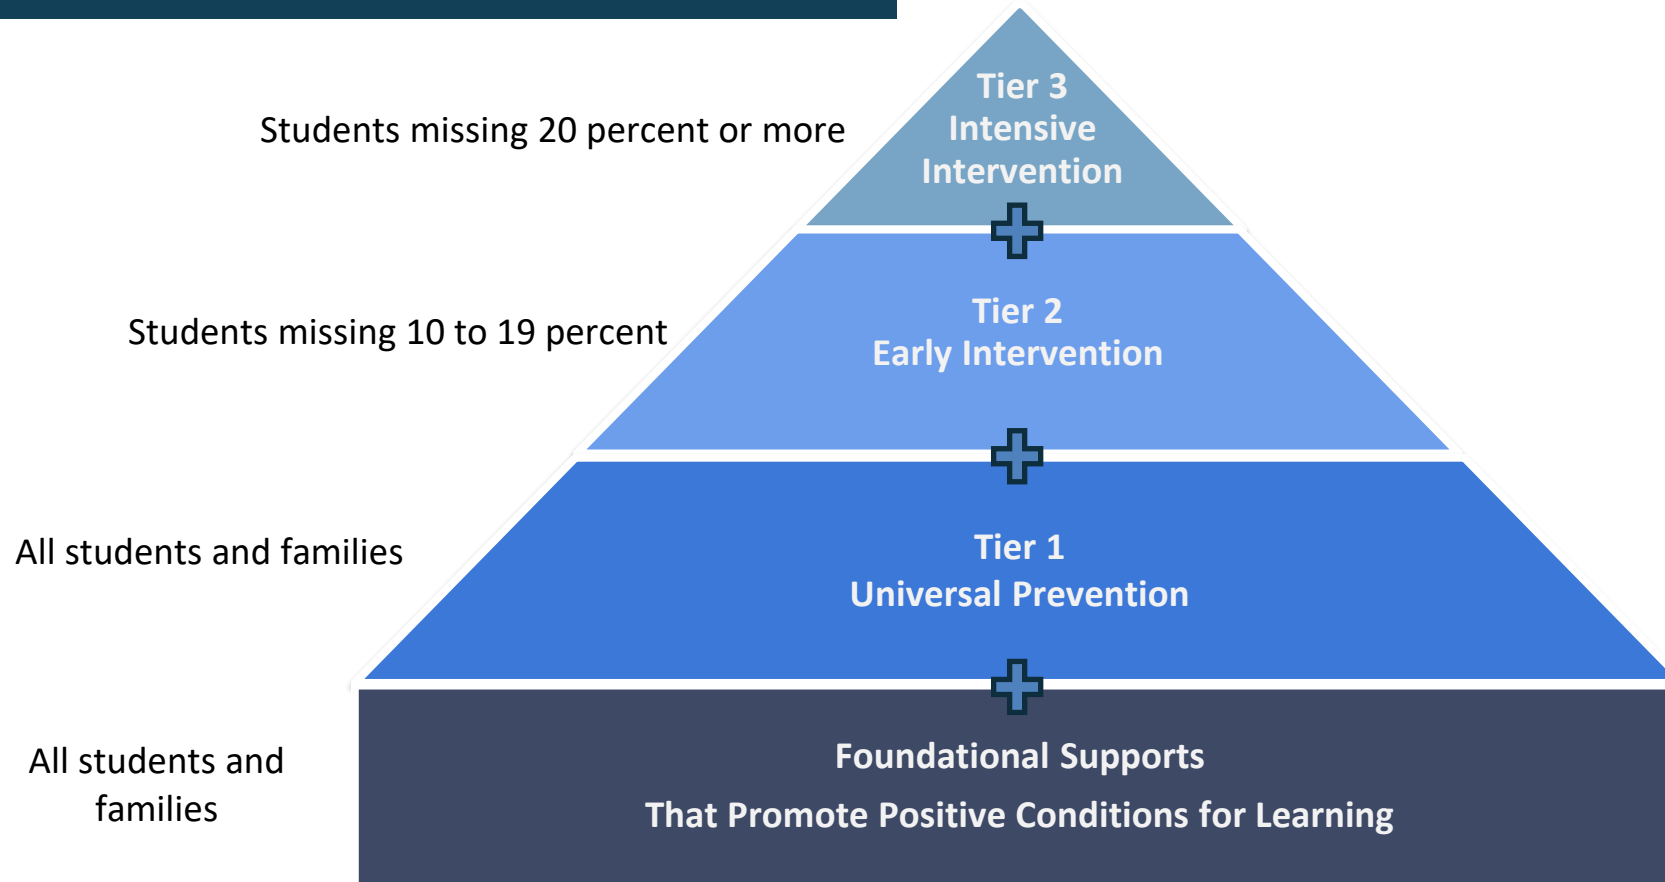 Tier 3
Intensive
Intervention
Students missing 20 percent or more
Tier 2
Early Intervention
Students missing 10 to 19 percent
Tier 1
Universal Prevention
All students and families
Foundational Supports
That Promote Positive Conditions for Learning
All students and
families